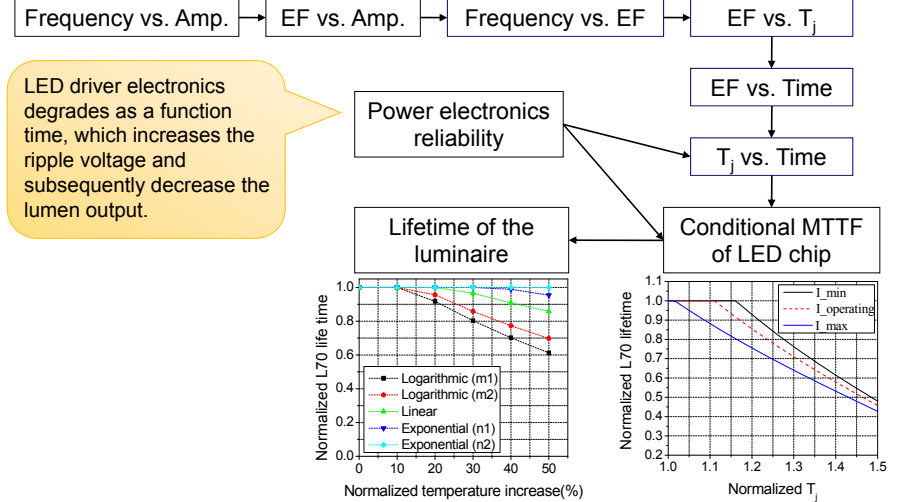 Frequency vs. Amp.
EF vs. Amp.
Frequency vs. EF
EF vs. Tj
LED driver electronics
degrades as a function
time, which increases the
ripple voltage and
subsequently decrease the
lumen output.
Power electronics
reliability
EF vs. Time
Tj vs. Time
Lifetime of the
luminaire
Conditional MTTF
of LED chip
Normalized L70 life time
1.0
0.8
0.6
0.4
0.2
0.0
Logarithmic (m1)
Logarithmic (m2)
Linear
Exponential (n1)
Exponential (n2)
0 10 20 30 40 50
Normalized temperature increase(%)
Normalized L70 lifetime
1.1
1.0
0.9
0.8
0.7
0.6
0.5
0.4
0.3
0.2
I_min
I_operating
I_max
1.0 1.1 1.2 1.3 1.4 1.5
Normalized Tj